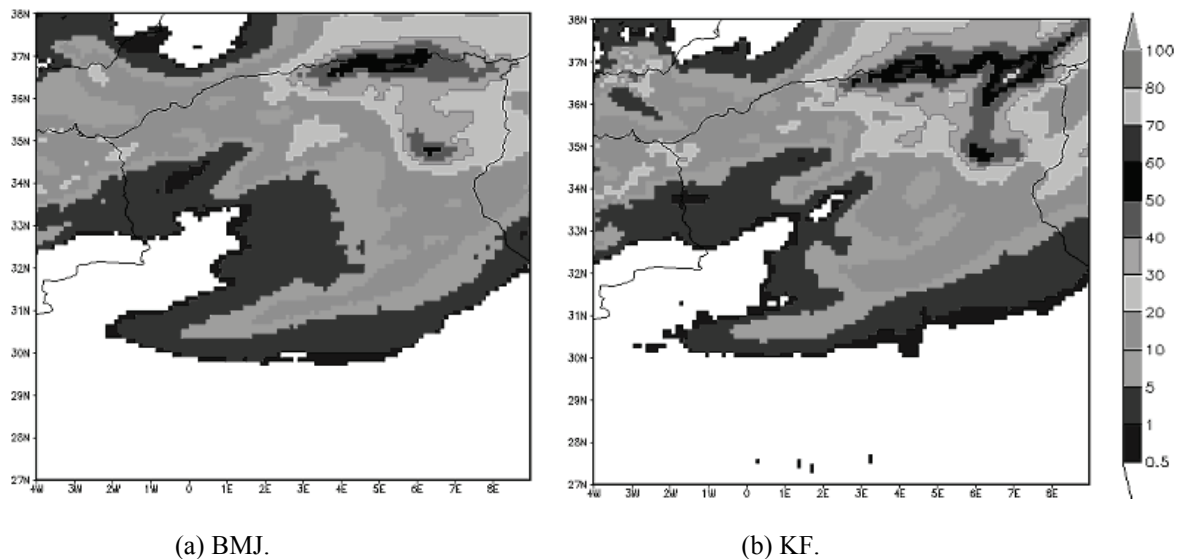 38N
37N
36N
35N
34N
33N
32N
31N
30N
29N
28N
27N
4W 3W 2W 1W 0 1E 2E 3E 4E 5E 6E 7E 8E
38N
37N
36N
35N
34N
33N
32N
31N
30N
29N
28N
27N
4W 3W 2W 1W 0 1E 2E 3E 4E 5E 6E 7E 8E
100
80
70
60
50
40
30
20
10
5
1
0.5
(a) BMJ.
(b) KF.